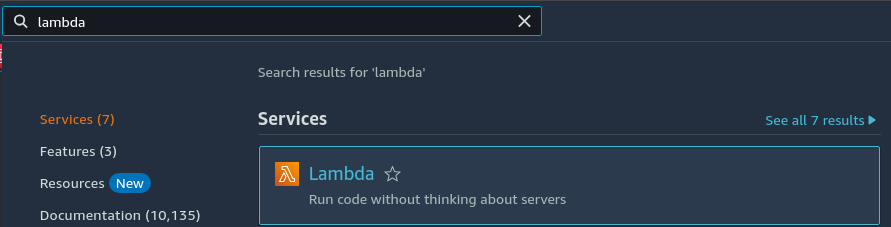 lambda
Search results for 'lambda'
Services (7)
Features (3)
Resources New
Documentation (10,135)
Services
See all 7 results
Lambda
Run code without thinking about servers